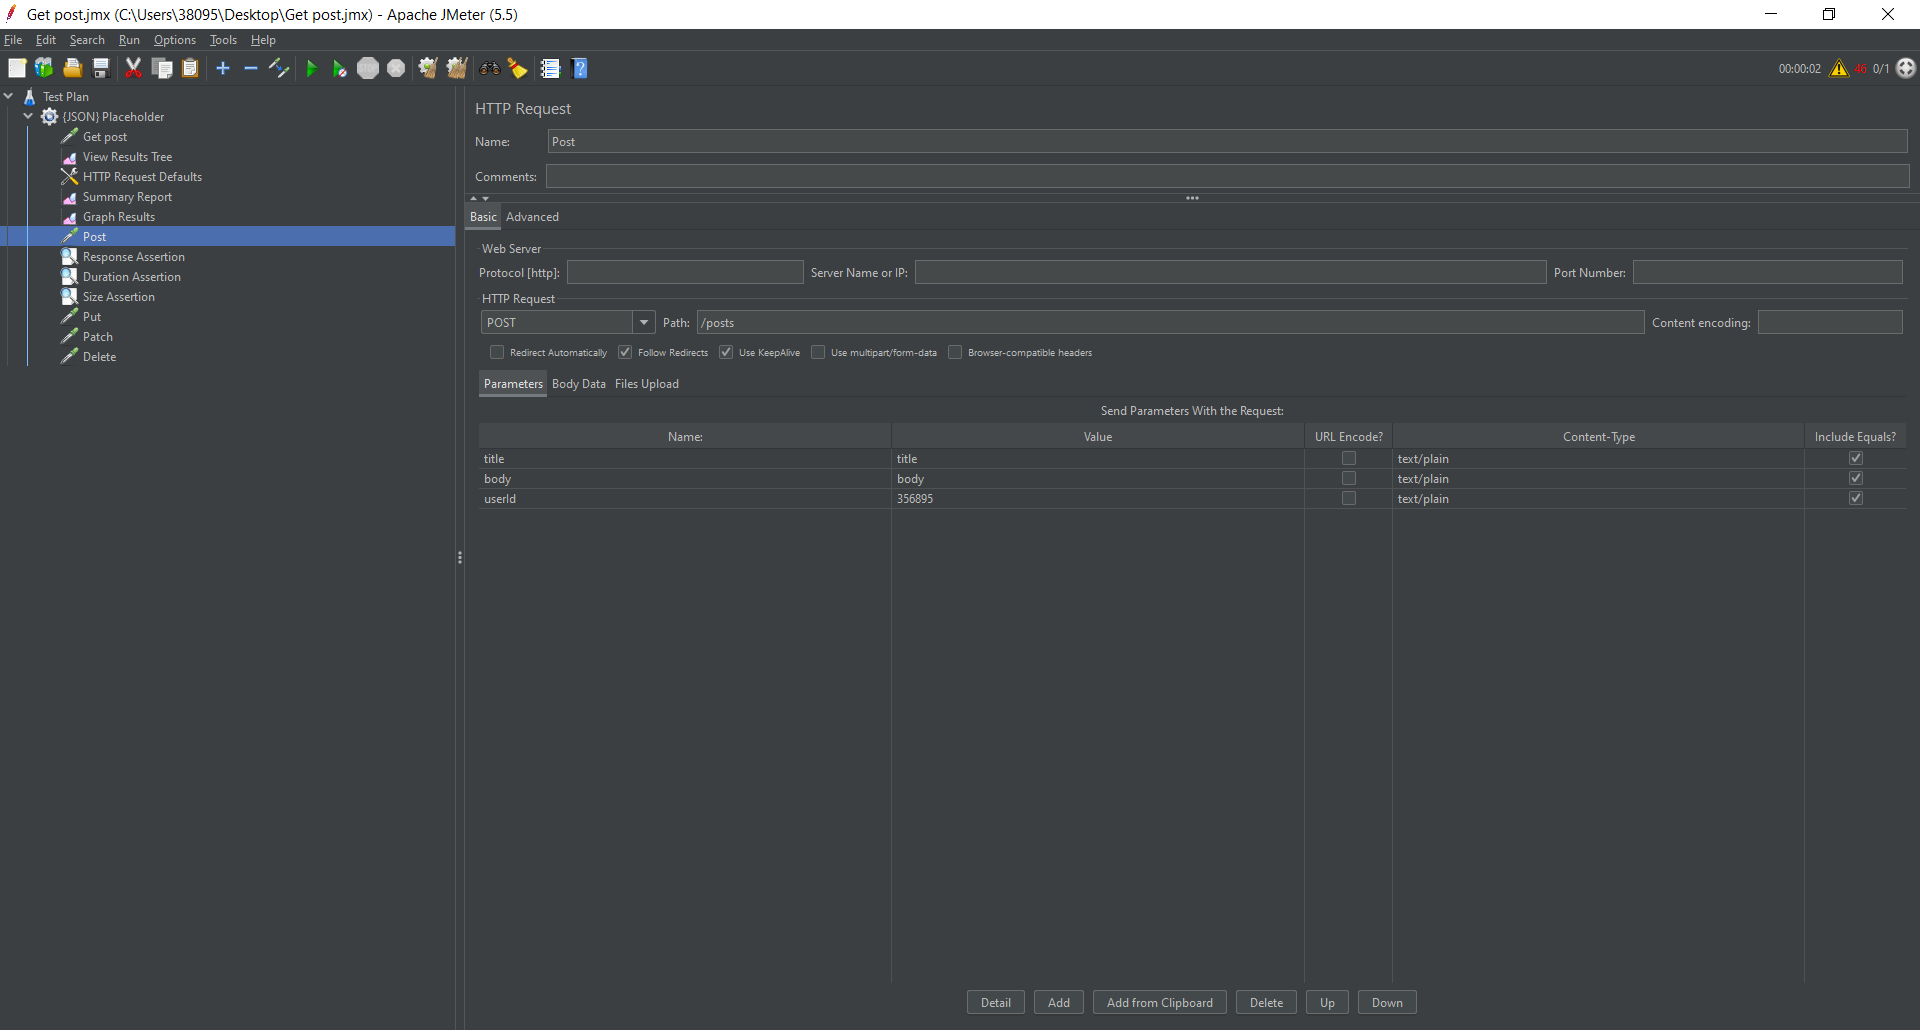 Get post.jmx (C:\Users\38095\Desktop\Get post.jmx) - Apache JMeter (5.5)
File Edit Search Run Options Tools Help
00:00:02 46 0/1
Test Plan
{JSON} Placeholder
Get post
View Results Tree
HTTP Request Defaults
Summary Report
Graph Results
Post
Response Assertion
Duration Assertion
Size Assertion
Put
Patch
Delete
HTTP Request
Name: Post
Comments:
Basic Advanced
Web Server
Protocol [http]: Server Name or IP: Port Number:
HTTP Request
POST Path: /posts Content encoding:
Redirect Automatically Follow Redirects Use KeepAlive Use multipart/form-data Browser-compatible headers
Parameters Body Data Files Upload
Send Parameters With the Request:
Name: Value URL Encode? Content-Type Include Equals?
title title text/plain
body body text/plain
userId 356895 text/plain
Detail Add Add from Clipboard Delete Up Down